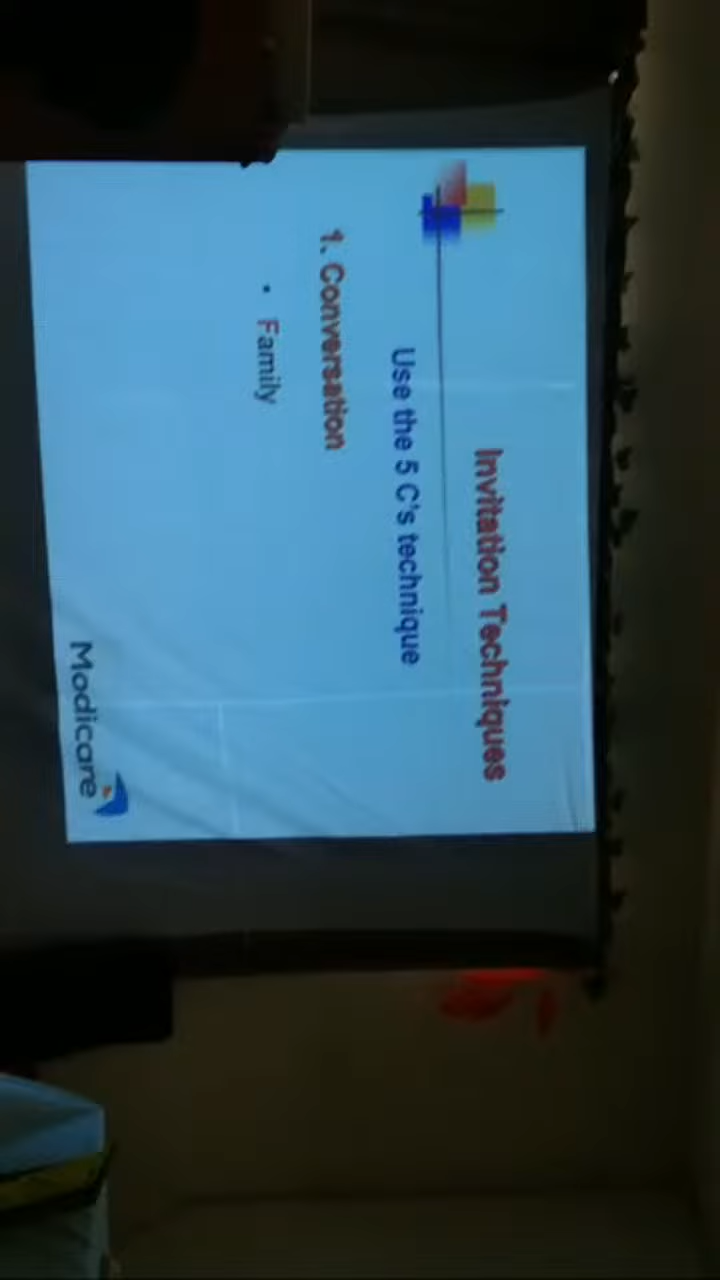 Invitation Techniques
Use the 5 C's technique
1. Conversation
• Family
Modicare